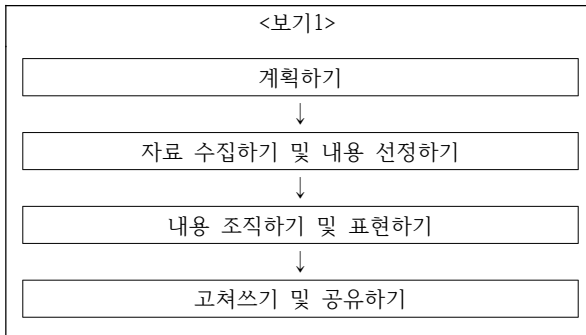 <보기1>
계획하기
↓
자료 수집하기 및 내용 선정하기
↓
내용 조직하기 및 표현하기
↓
고쳐쓰기 및 공유하기